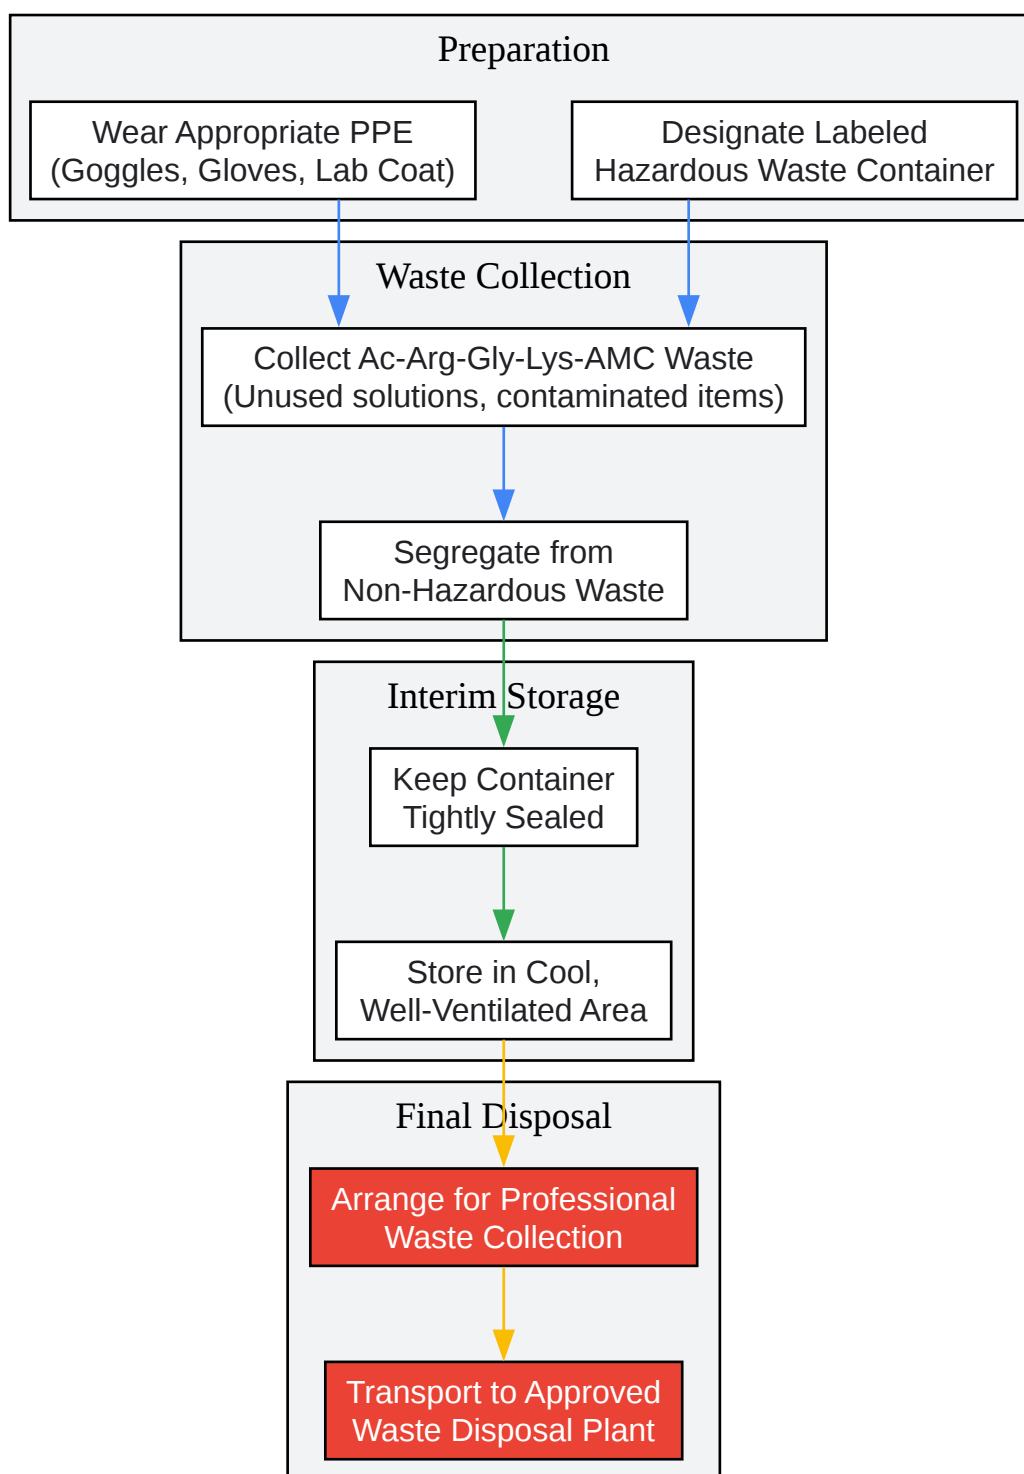 Preparation
Wear Appropriate PPE
(Goggles, Gloves, Lab Coat)
Designate Labeled
Hazardous Waste Container
Waste Collection
Collect Ac-Arg-Gly-Lys-AMC Waste
(Unused solutions, contaminated items)
Segregate from
Non-Hazardous Waste
Interim Storage
Keep Container
Tightly Sealed
Store in Cool,
Well-Ventilated Area
Final Disposal
Arrange for Professional
Waste Collection
Transport to Approved
Waste Disposal Plant